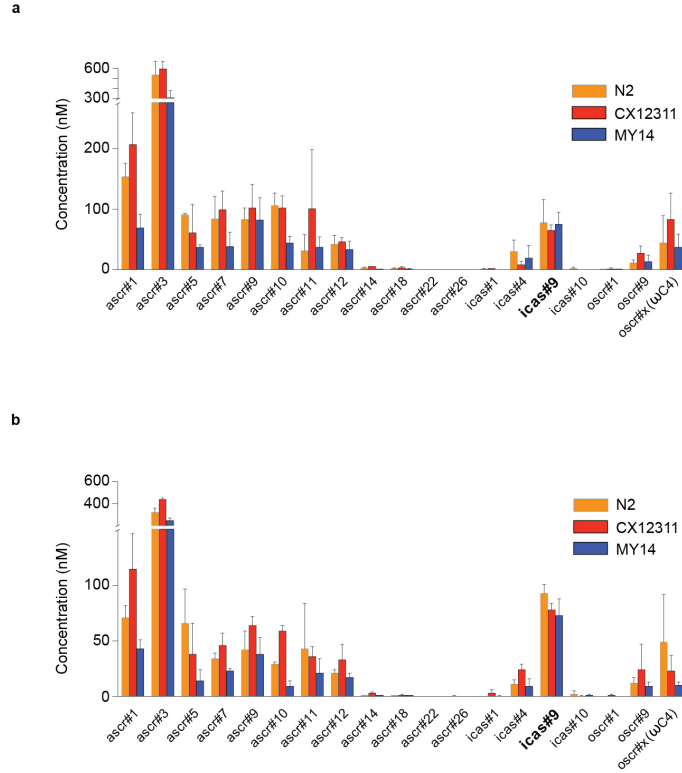 a
600
300
200
100
0
Concentration (nM)
N2
CX12311
MY14
ascr#1
ascr#3
ascr#5
ascr#7
ascr#9
ascr#10
ascr#11
ascr#12
ascr#14
ascr#18
ascr#22
ascr#26
icas#1
icas#4
icas#9
icas#10
oscr#1
oscr#9
oscr#x(ωC4)
b
600
400
100
50
0
Concentration (nM)
N2
CX12311
MY14
ascr#1
ascr#3
ascr#5
ascr#7
ascr#9
ascr#10
ascr#11
ascr#12
ascr#14
ascr#18
ascr#22
ascr#26
icas#1
icas#4
icas#9
icas#10
oscr#1
oscr#9
oscr#x(ωC4)